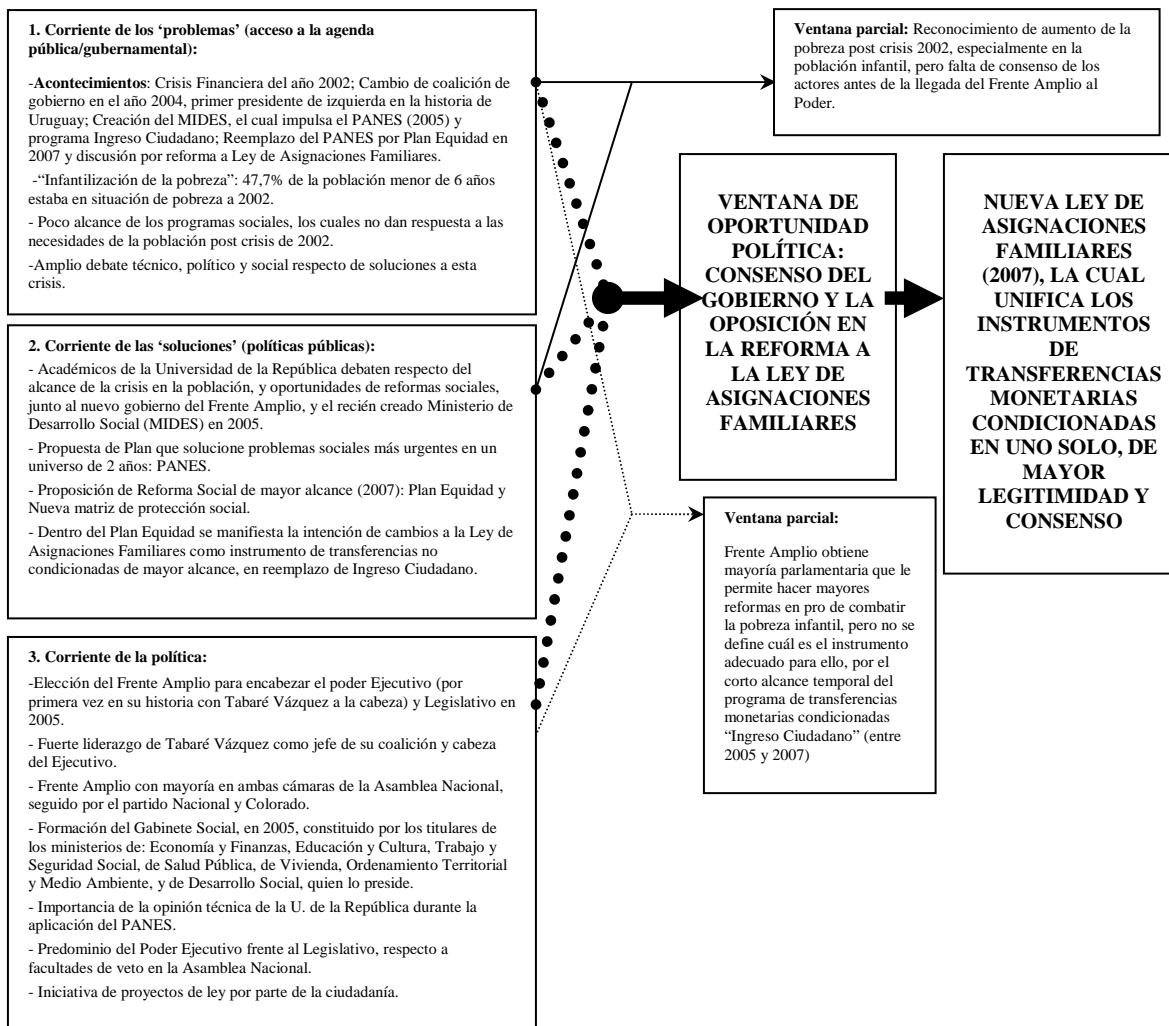 1. Corriente de los ‘problemas’ (acceso a la agenda
pública/gubernamental):
-Acontecimientos: Crisis Financiera del año 2002; Cambio de coalición de
gobierno en el año 2004, primer presidente de izquierda en la historia de
Uruguay; Creación del MIDES, el cual impulsa el PANES (2005) y
programa Ingreso Ciudadano; Reemplazo del PANES por Plan Equidad en
2007 y discusión por reforma a Ley de Asignaciones Familiares.
-“Infantilización de la pobreza”: 47,7% de la población menor de 6 años
estaba en situación de pobreza a 2002.
- Poco alcance de los programas sociales, los cuales no dan respuesta a las
necesidades de la población post crisis de 2002.
-Amplio debate técnico, político y social respecto de soluciones a esta
crisis.
2. Corriente de las ‘soluciones’ (políticas públicas):
- Académicos de la Universidad de la República debaten respecto del
alcance de la crisis en la población, y oportunidades de reformas sociales,
junto al nuevo gobierno del Frente Amplio, y el recién creado Ministerio de
Desarrollo Social (MIDES) en 2005.
- Propuesta de Plan que solucione problemas sociales más urgentes en un
universo de 2 años: PANES.
- Proposición de Reforma Social de mayor alcance (2007): Plan Equidad y
Nueva matriz de protección social.
- Dentro del Plan Equidad se manifiesta la intención de cambios a la Ley de
Asignaciones Familiares como instrumento de transferencias no
condicionadas de mayor alcance, en reemplazo de Ingreso Ciudadano.
3. Corriente de la política:
-Elección del Frente Amplio para encabezar el poder Ejecutivo (por
primera vez en su historia con Tabaré Vázquez a la cabeza) y Legislativo en
2005.
- Fuerte liderazgo de Tabaré Vázquez como jefe de su coalición y cabeza
del Ejecutivo.
- Frente Amplio con mayoría en ambas cámaras de la Asamblea Nacional,
seguido por el partido Nacional y Colorado.
- Formación del Gabinete Social, en 2005, constituido por los titulares de
los ministerios de: Economía y Finanzas, Educación y Cultura, Trabajo y
Seguridad Social, de Salud Pública, de Vivienda, Ordenamiento Territorial
y Medio Ambiente, y de Desarrollo Social, quien lo preside.
- Importancia de la opinión técnica de la U. de la República durante la
aplicación del PANES.
- Predominio del Poder Ejecutivo frente al Legislativo, respecto a
facultades de veto en la Asamblea Nacional.
- Iniciativa de proyectos de ley por parte de la ciudadanía.
Ventana parcial: Reconocimiento de aumento de la
pobreza post crisis 2002, especialmente en la
población infantil, pero falta de consenso de los
actores antes de la llegada del Frente Amplio al
Poder.
VENTANA DE
OPORTUNIDAD
POLÍTICA:
CONSENSO DEL
GOBIERNO Y LA
OPOSICIÓN EN
LA REFORMA A
LA LEY DE
ASIGNACIONES
FAMILIARES
NUEVA LEY DE
ASIGNACIONES
FAMILIARES
(2007), LA CUAL
UNIFICA LOS
INSTRUMENTOS
DE
TRANSFERENCIAS
MONETARIAS
CONDICIONADAS
EN UNO SOLO, DE
MAYOR
LEGITIMIDAD Y
CONSENSO
Ventana parcial:
Frente Amplio obtiene
mayoría parlamentaria que le
permite hacer mayores
reformas en pro de combatir
la pobreza infantil, pero no se
define cuál es el instrumento
adecuado para ello, por el
corto alcance temporal del
programa de transferencias
monetarias condicionadas
“Ingreso Ciudadano” (entre
2005 y 2007)